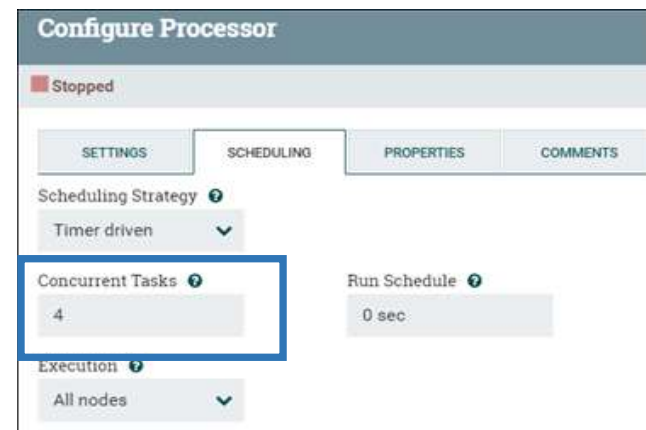 Configure Processor
Stopped
SETTINGS SCHEDULING PROPERTIES COMMENTS
Scheduling Strategy ?
Timer driven
Concurrent Tasks ? Run Schedule ?
4 0 sec
Execution ?
All nodes